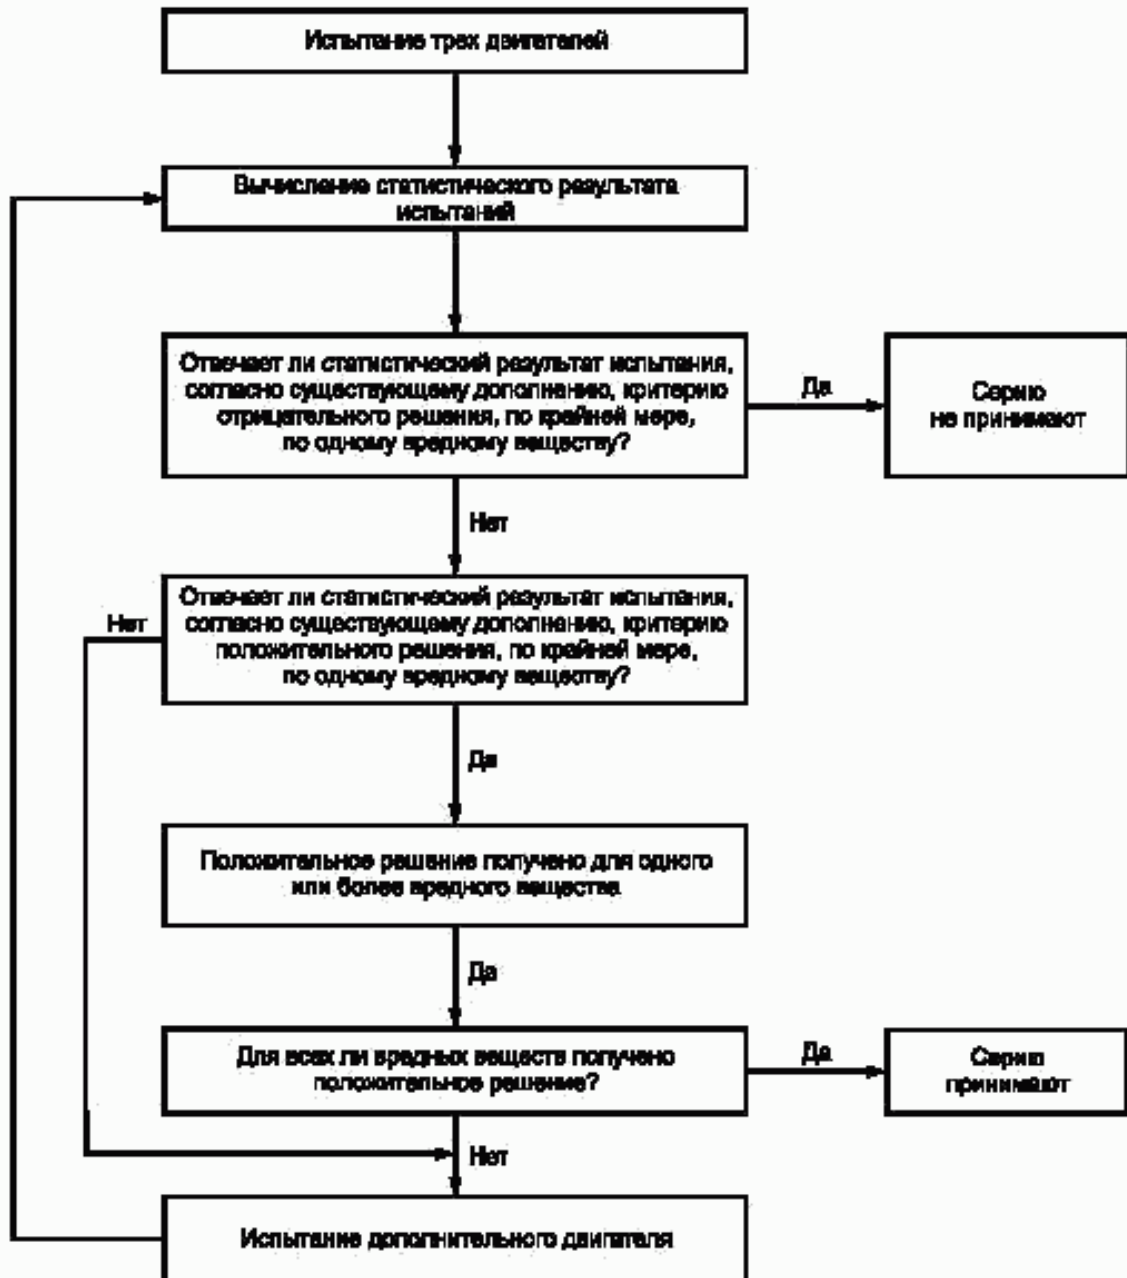 Испытание трех двигателей
Вычисление статистического результата
испытаний
Отвечает ли статистический результат испытания,
согласно существующему дополнению, критерию
отрицательного решения, по крайней мере,
по одному вредному веществу?
Да
Серию
не принимают
Нет
Отвечает ли статистический результат испытания,
согласно существующему дополнению, критерию
положительного решения, по крайней мере,
по одному вредному веществу?
Нет
Да
Положительное решение получено для одного
или более вредного вещества
Да
Для всех ли вредных веществ получено
положительное решение?
Да
Серию
принимают
Нет
Испытание дополнительного двигателя